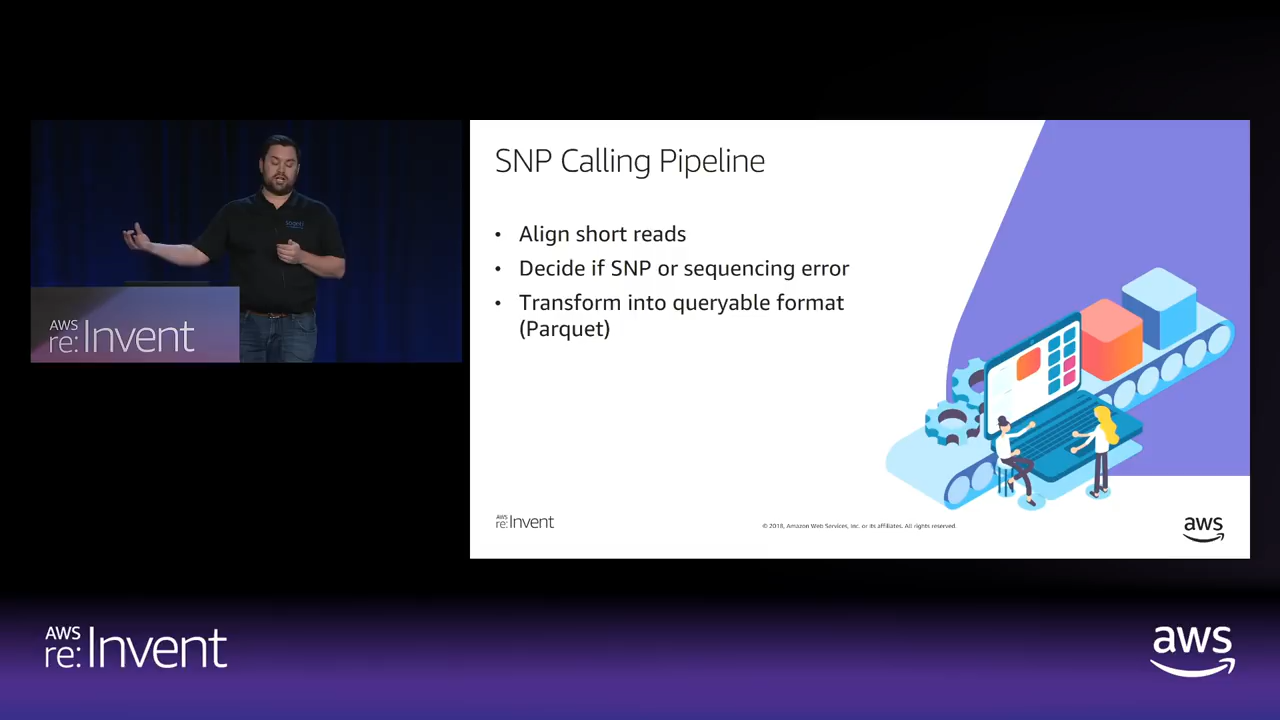 SNP Calling Pipeline
• Align short reads
• Decide if SNP or sequencing error
• Transform into queryable format
(Parquet)
AWS
re:Invent
AWS
re:Invent
© 2018, Amazon Web Services, Inc. or its affiliates. All rights reserved.
aws
AWS
re:Invent
aws